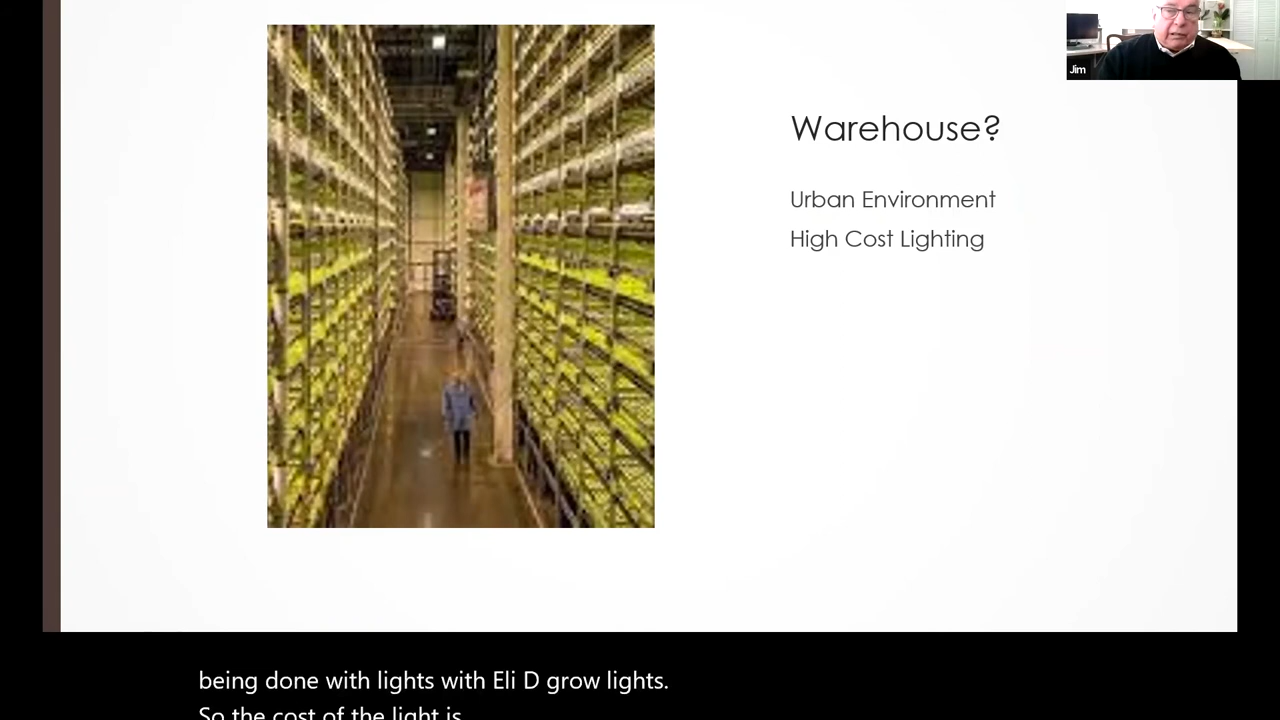 Jim
Warehouse?
Urban Environment
High Cost Lighting
being done with lights with Eli D grow lights.
So the cost of the light is